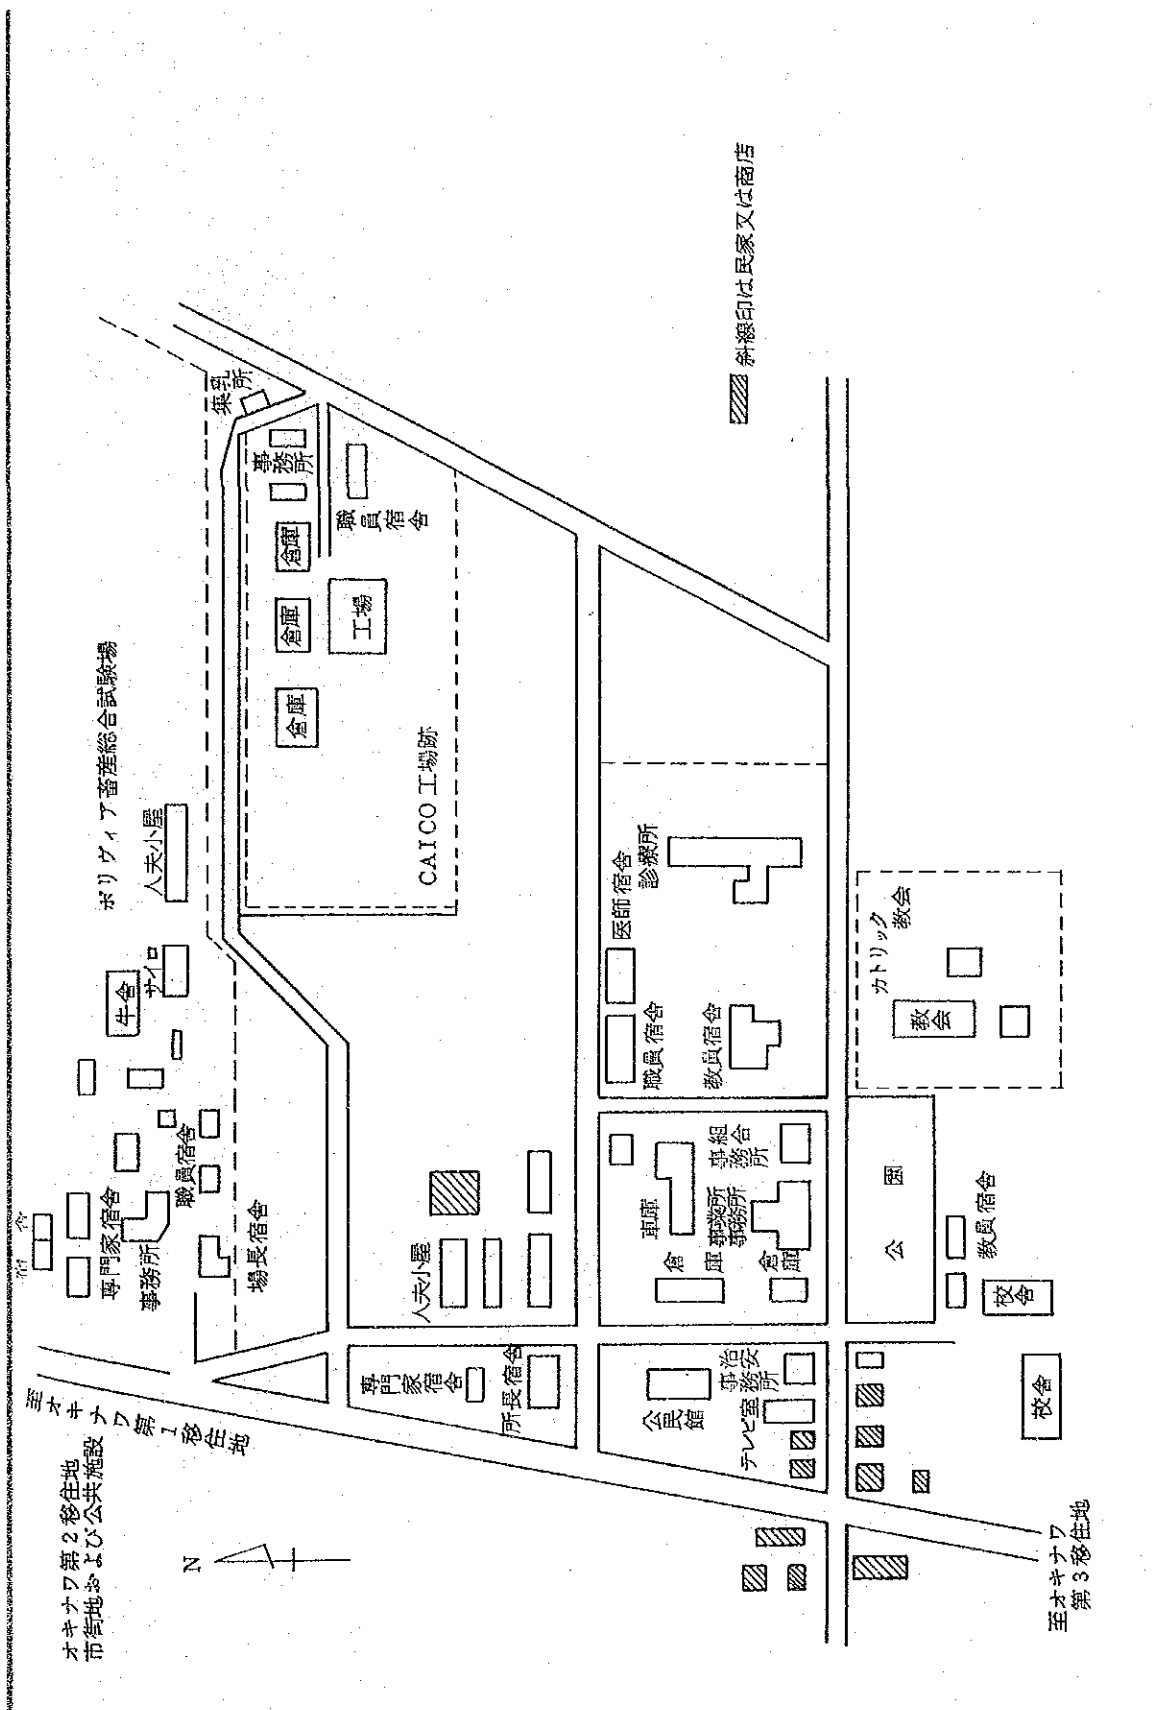 オキナワ第2移住地
市街地および公共施設
N
至オキナワ第1移住地
宿舎
専門家宿舎
事務所
職員宿舎
場長宿舎
牛舎
サイロ
人夫小屋
ボリヴィア畜産総合試験場
集乳所
事務所
倉庫
倉庫
倉庫
工場
職員宿舎
CAICO工場跡
人夫小屋
専門家宿舎
所長宿舎
公民館
治安事務所
テレビ室
車庫
倉庫
事業所事務所
倉庫
組合事務所
医師宿舎
職員宿舎
診療所
教員宿舎
カトリック教会
教会
公園
教員宿舎
校舎
校舎
至オキナワ
第3移住地
斜線印は民家又は商店